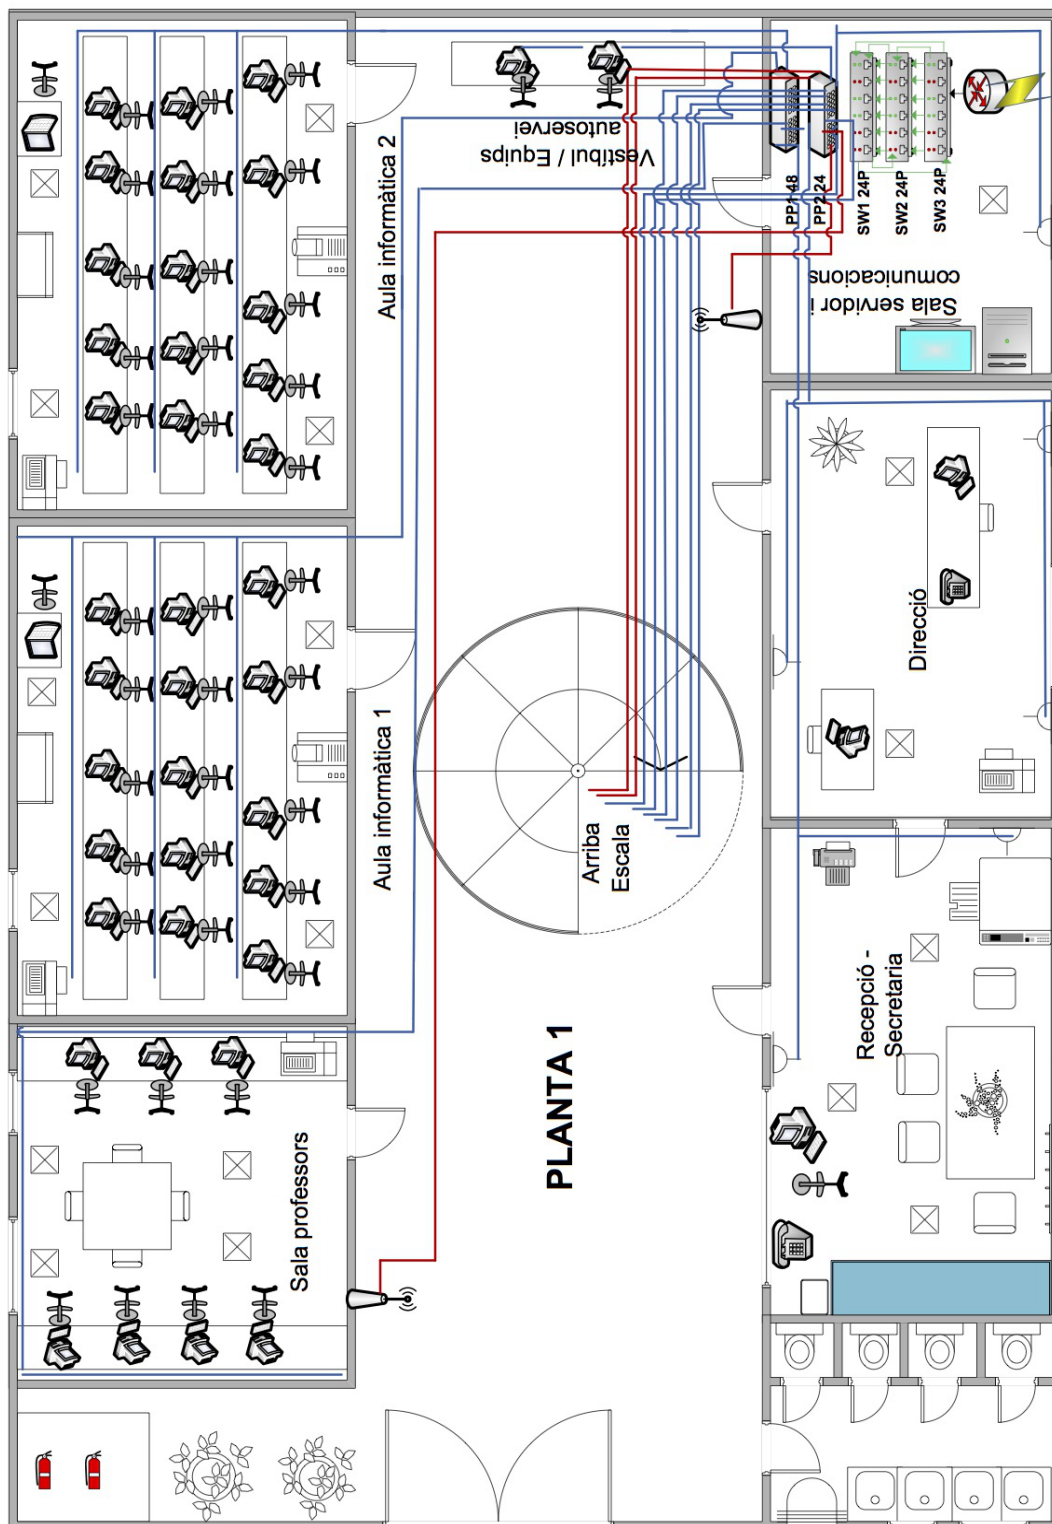 Aula informàtica 2
Vestíbul / Equips
autoservei
PP1 48
PP2 24
SW1 24P
SW2 24P
SW3 24P
Sala servidor i
comunicacions
Aula informàtica 1
Arriba
Escala
Direcció
Recepció -
Secretaria
PLANTA 1
Sala professors